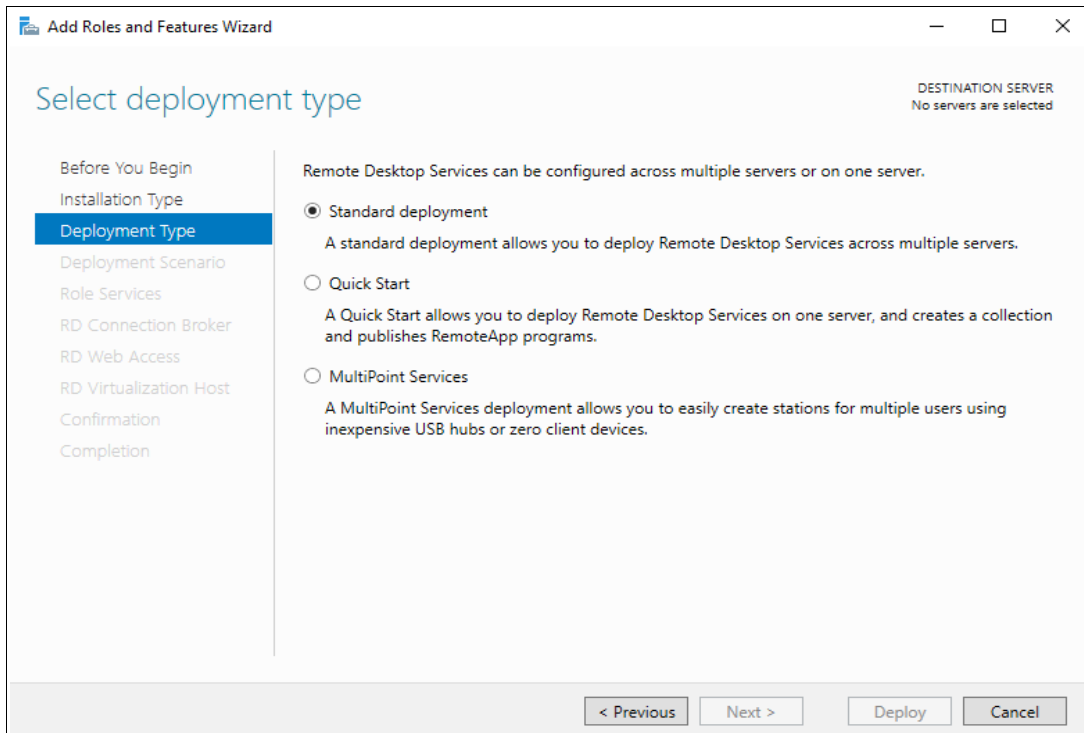 Add Roles and Features Wizard
Select deployment type
DESTINATION SERVER
No servers are selected
Before You Begin
Installation Type
Deployment Type
Deployment Scenario
Role Services
RD Connection Broker
RD Web Access
RD Virtualization Host
Confirmation
Completion
Remote Desktop Services can be configured across multiple servers or on one server.
Standard deployment
A standard deployment allows you to deploy Remote Desktop Services across multiple servers.
Quick Start
A Quick Start allows you to deploy Remote Desktop Services on one server, and creates a collection
and publishes RemoteApp programs.
MultiPoint Services
A MultiPoint Services deployment allows you to easily create stations for multiple users using
inexpensive USB hubs or zero client devices.
< Previous
Next >
Deploy
Cancel